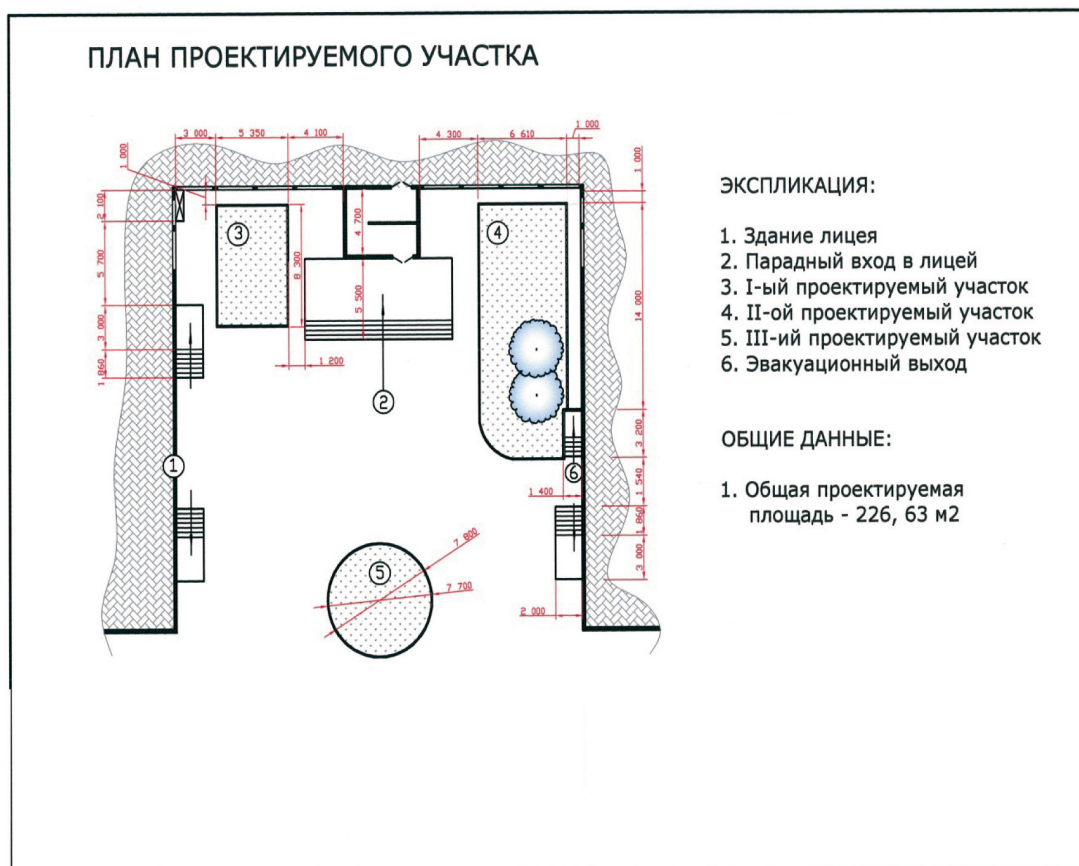 ПЛАН ПРОЕКТИРУЕМОГО УЧАСТКА
1 000
3 000
5 350
4 100
4 300
6 610
1 000
1 000
2 100
5 700
3 000
1 860
3
8 300
4 700
5 500
1 200
2
4
14 000
3 200
1 540
1 860
3 000
1
6
1 400
2 000
5
7 800
7 700
ЭКСПЛИКАЦИЯ:
1. Здание лицея
2. Парадный вход в лицей
3. I-ый проектируемый участок
4. II-ой проектируемый участок
5. III-ий проектируемый участок
6. Эвакуационный выход
ОБЩИЕ ДАННЫЕ:
1. Общая проектируемая
площадь - 226, 63 м2